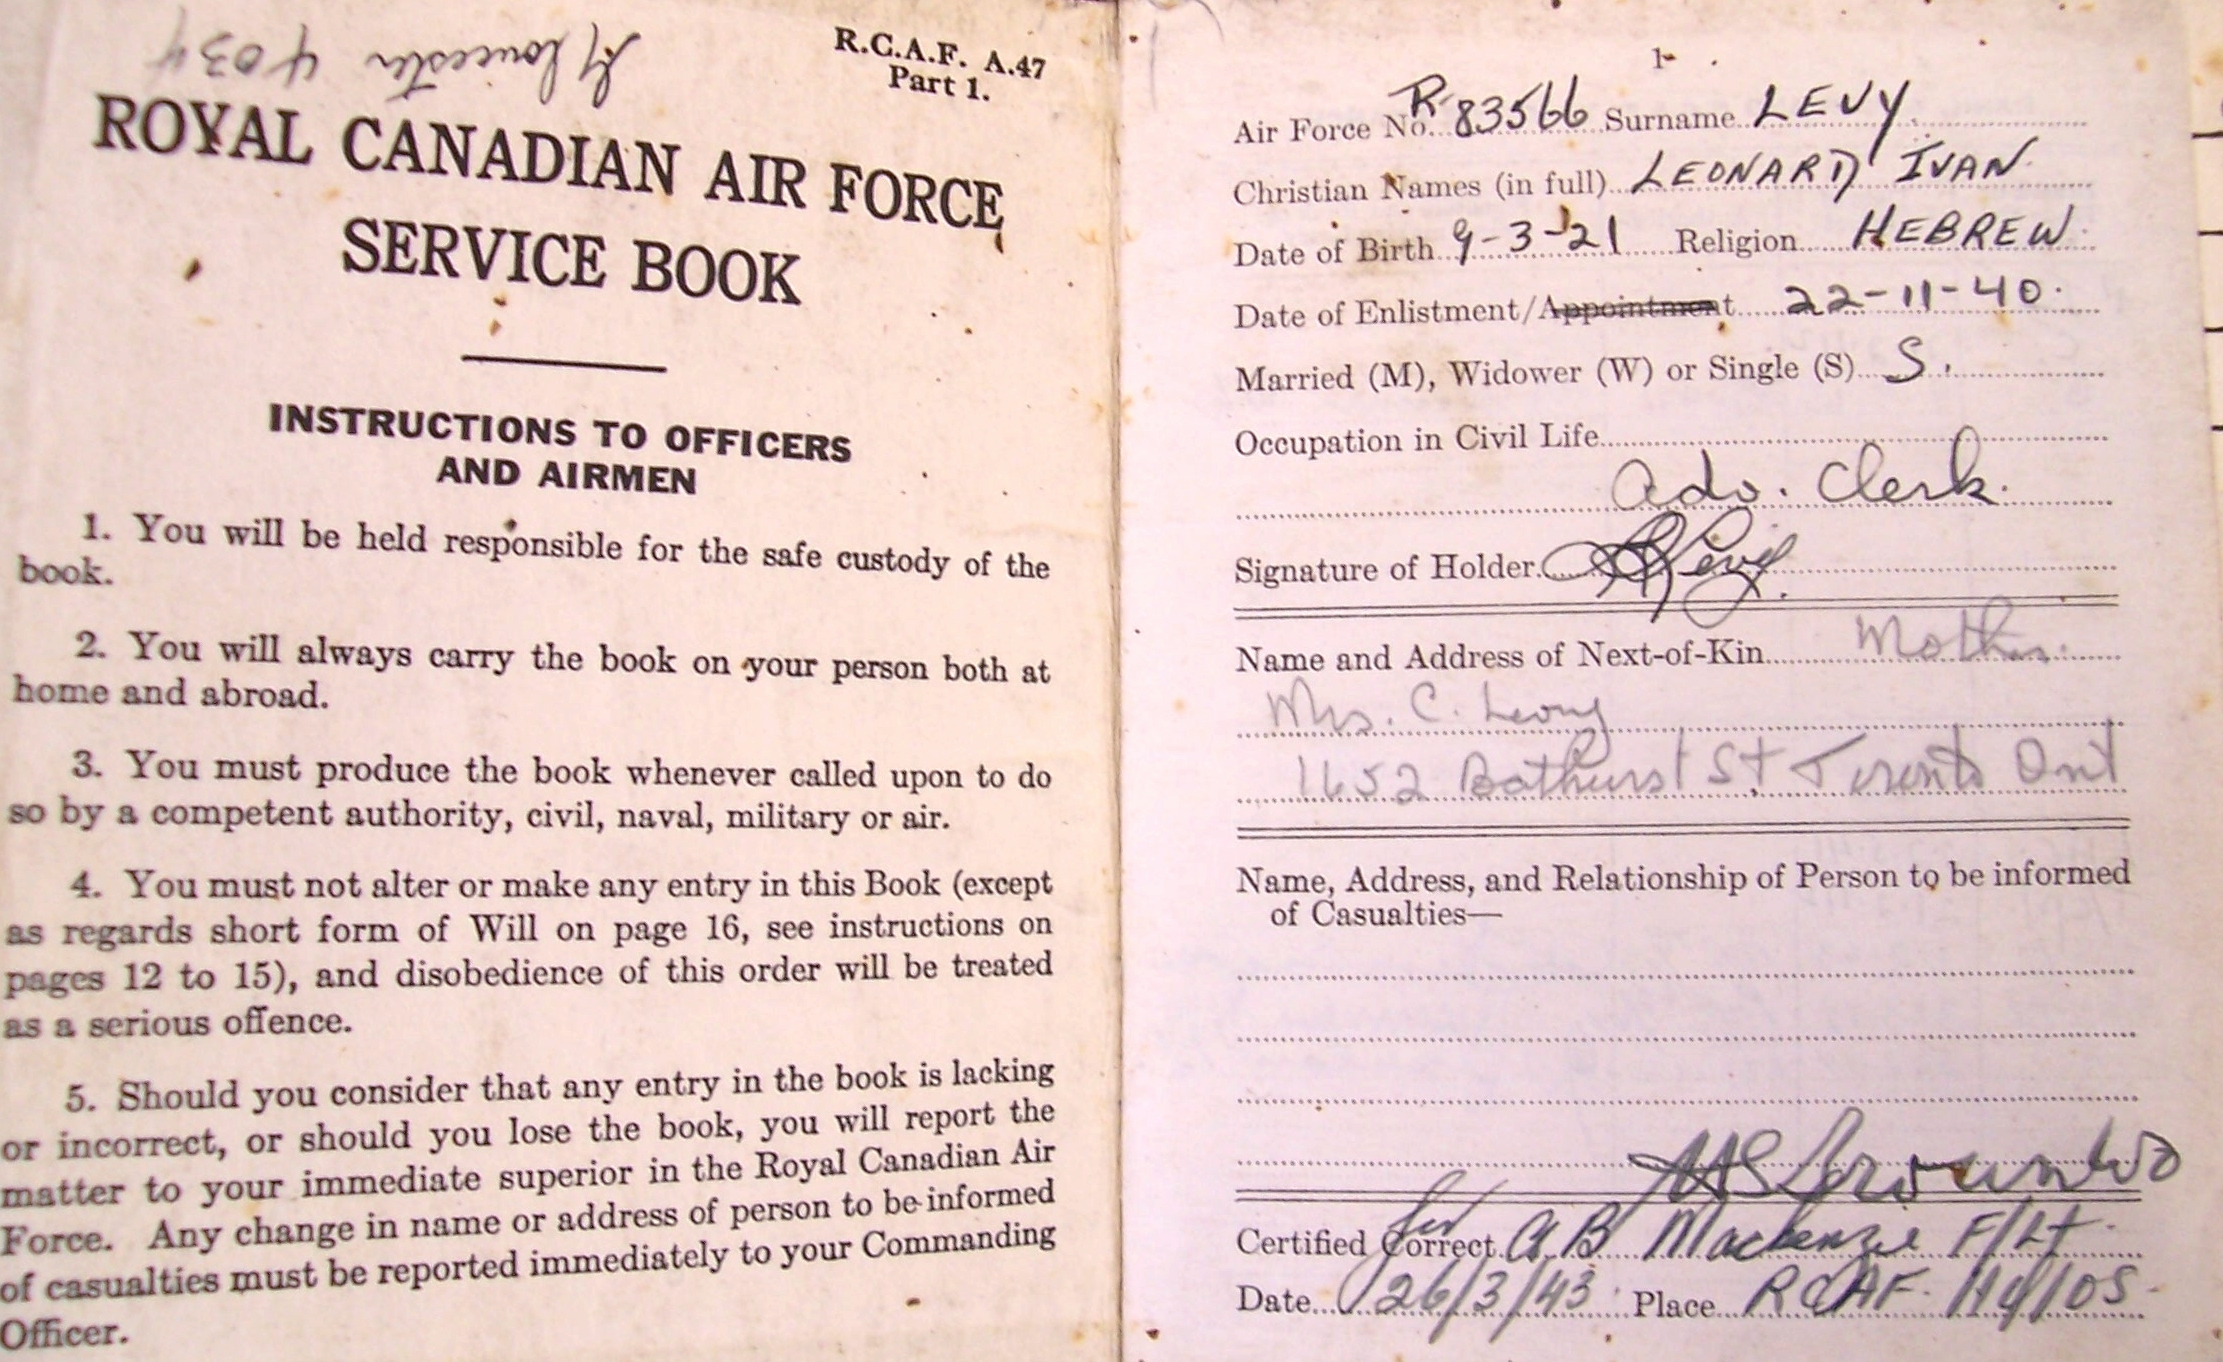 Gloucester 4034
R.C.A.F. A.47
Part 1.
ROYAL CANADIAN AIR FORCE
SERVICE BOOK
INSTRUCTIONS TO OFFICERS
AND AIRMEN
1. You will be held responsible for the safe custody of the
book.
2. You will always carry the book on your person both at
home and abroad.
3. You must produce the book whenever called upon to do
so by a competent authority, civil, naval, military or air.
4. You must not alter or make any entry in this Book (except
as regards short form of Will on page 16, see instructions on
pages 12 to 15), and disobedience of this order will be treated
as a serious offence.
5. Should you consider that any entry in the book is lacking
or incorrect, or should you lose the book, you will report the
matter to your immediate superior in the Royal Canadian Air
Force. Any change in name or address of person to be informed
of casualties must be reported immediately to your Commanding
Officer.
1
Air Force No. R 83566 Surname LEVY
Christian Names (in full) LEONARD IVAN
Date of Birth 9-3-21 Religion HEBREW
Date of Enlistment/Appointment 22-11-40.
Married (M), Widower (W) or Single (S) S.
Occupation in Civil Life
Adv. Clerk.
Signature of Holder Levy
Name and Address of Next-of-Kin Mother
Mrs. C. Levy
1652 Bathurst St Toronto Ont
Name, Address, and Relationship of Person to be informed
of Casualties—
for
Certified Correct A B Mackenzie F/Lt.
Date 26/3/43 Place RCAF. HQ/OS